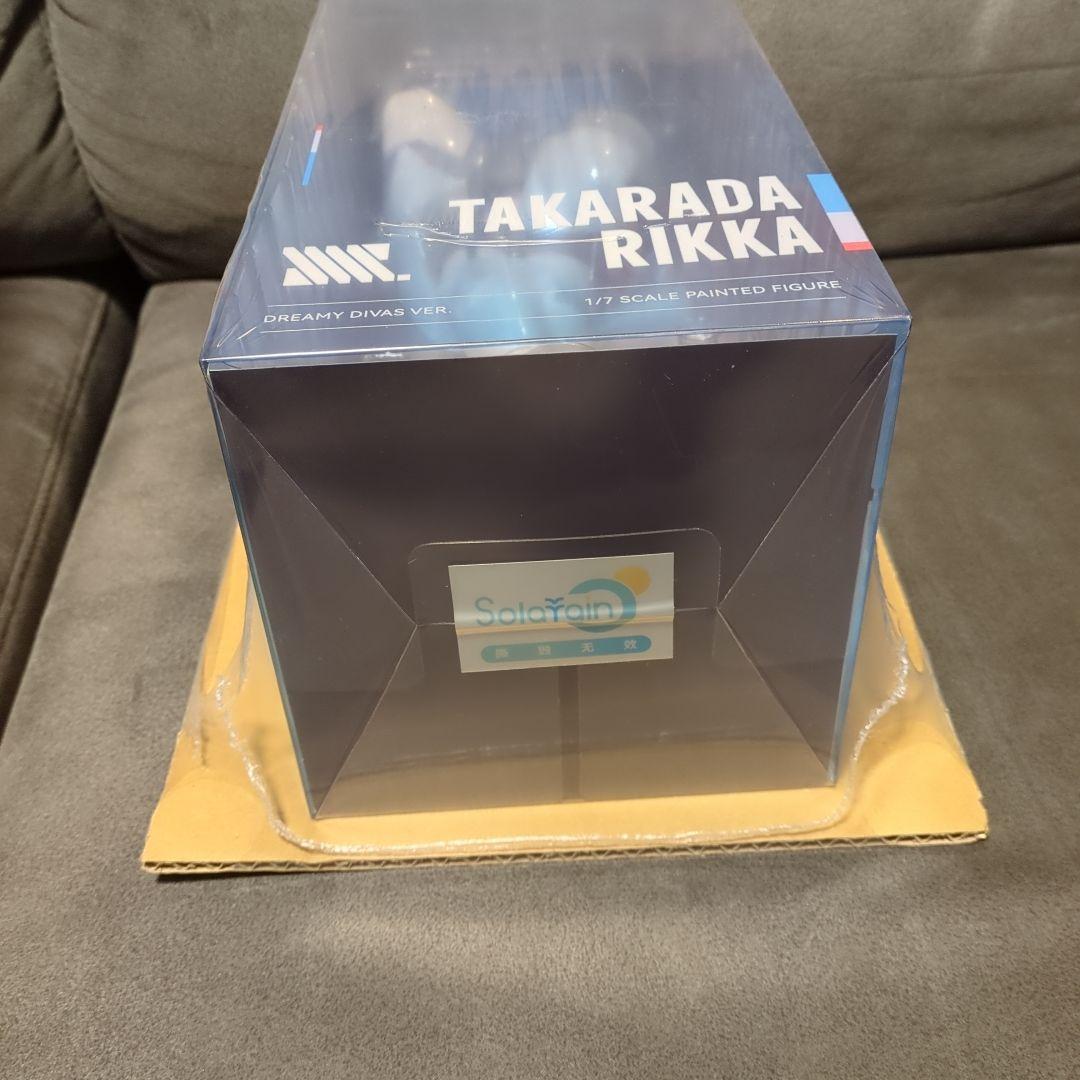 TAKARADA
RIKKA
DREAMY DIVAS VER.
1/7 SCALE PAINTED FIGURE
Solarain
撕毁无效